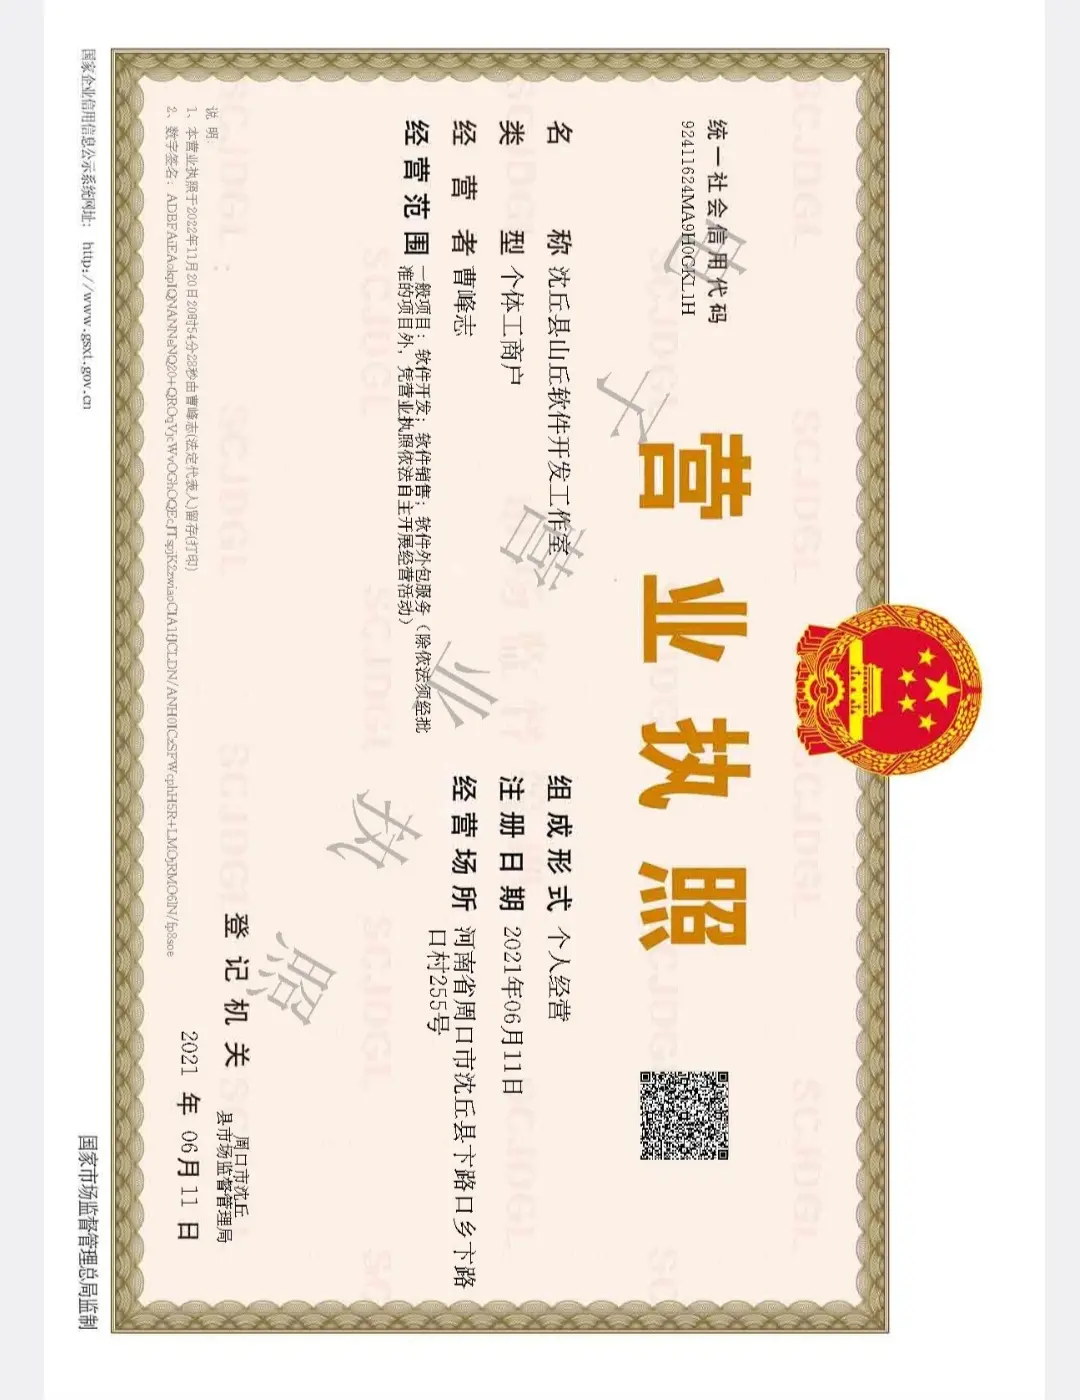 统一社会信用代码
92411624MA9H0GKL1H
营业执照
名称 沈丘县山丘软件开发工作室
类型 个体工商户
经营者 曹峰志
经营范围 一般项目：软件开发；软件销售；软件外包服务（除依法须经批
准的项目外，凭营业执照依法自主开展经营活动）
组成形式 个人经营
注册日期 2021年06月11日
经营场所 河南省周口市沈丘县卞路口乡卞路
口村255号
电子营业执照
登记机关
周口市沈丘
县市场监督管理局
2021 年 06月 11 日
说明:
1、本营业执照于2022年11月20日20时54分28秒由曹峰志(法定代表人)留存(打印)
2、数字签名:
国家企业信用信息公示系统网址: http://www.gsxt.gov.cn
国家市场监督管理总局监制